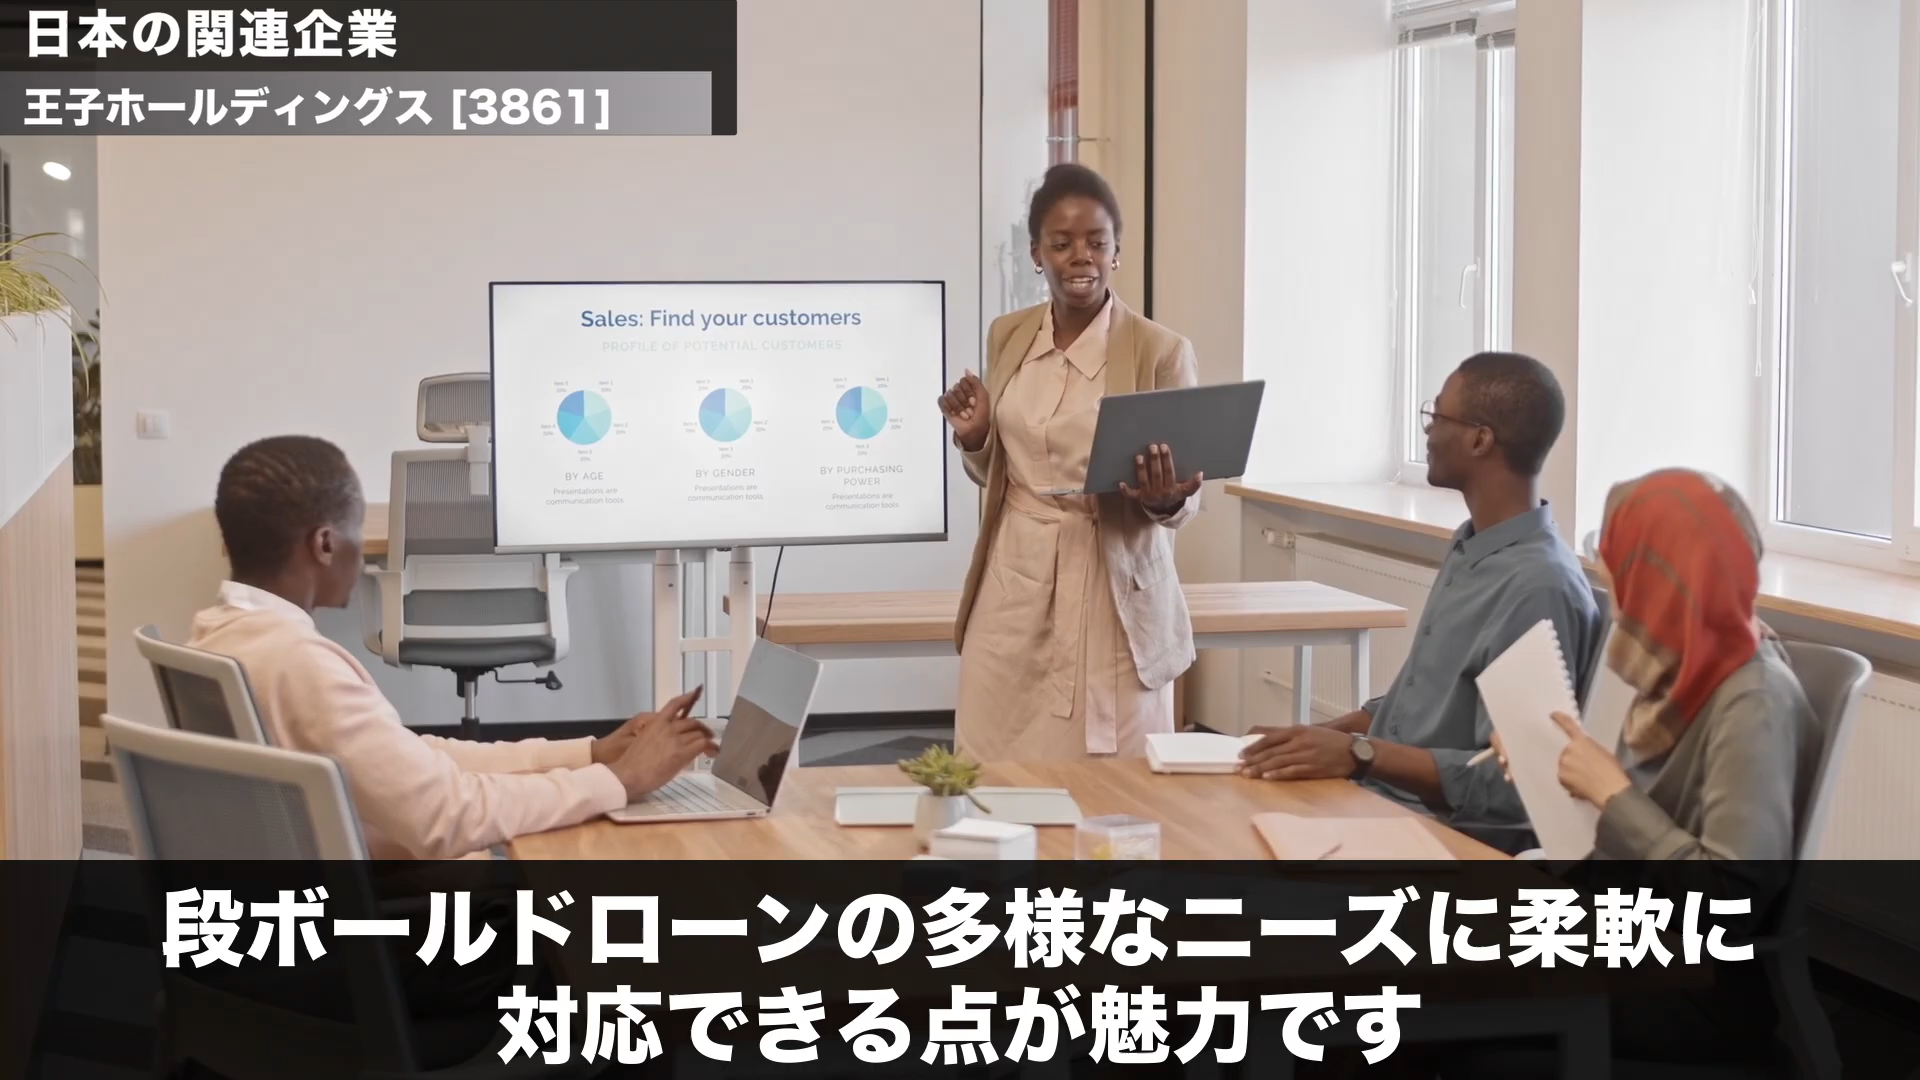 日本の関連企業
王子ホールディングス [3861]
Sales: Find your customers
PROFILE OF POTENTIAL CUSTOMERS
BY AGE
Presentations are
communication tools
BY GENDER
Presentations are
communication tools
BY PURCHASING
POWER
Presentations are
communication tools
段ボールドローンの多様なニーズに柔軟に
対応できる点が魅力です